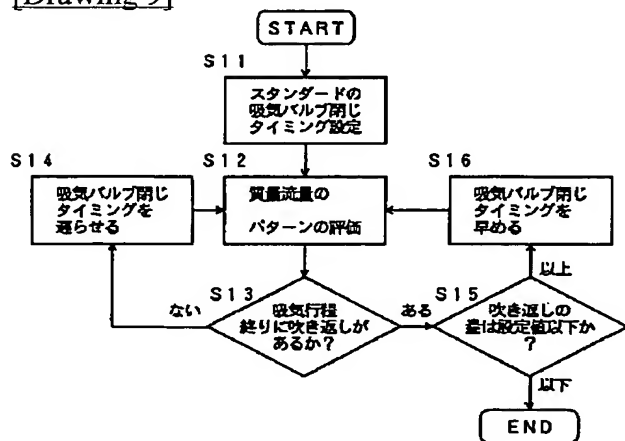 [Drawing 9]
START
S11
スタンダードの
吸気バルブ閉じ
タイミング設定
S14
S12
S16
吸気バルブ閉じ
タイミングを
遅らせる
質量流量の
パターンの評価
吸気バルブ閉じ
タイミングを
早める
S13
S15
以上
ない
吸気行程
終りに吹き返しが
あるか?
ある
吹き返しの
量は設定値以下か
?
以下
END